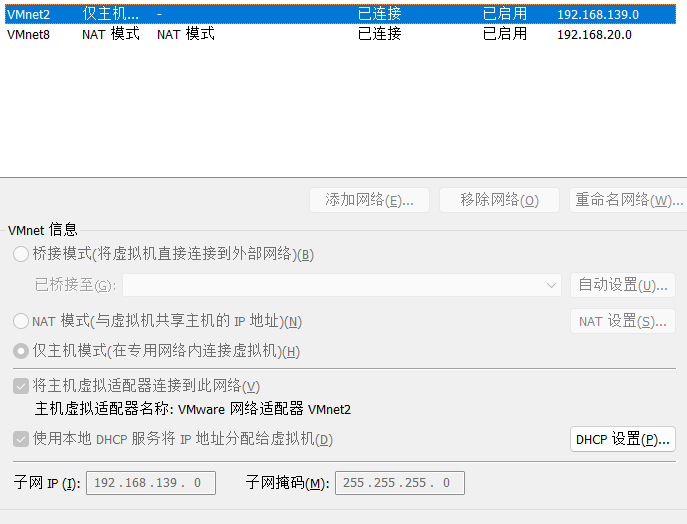 VMnet2 仅主机... - 已连接 已启用 192.168.139.0
VMnet8 NAT 模式 NAT 模式 已连接 已启用 192.168.20.0
添加网络(E)... 移除网络(O) 重命名网络(W)...
VMnet 信息
桥接模式(将虚拟机直接连接到外部网络)(B)
已桥接至(G): 自动设置(U)...
NAT 模式(与虚拟机共享主机的 IP 地址)(N) NAT 设置(S)...
仅主机模式(在专用网络内连接虚拟机)(H)
将主机虚拟适配器连接到此网络(V)
主机虚拟适配器名称: VMware 网络适配器 VMnet2
使用本地 DHCP 服务将 IP 地址分配给虚拟机(D) DHCP 设置(P)...
子网 IP (I): 192 . 168 . 139 . 0 子网掩码(M): 255 . 255 . 255 . 0